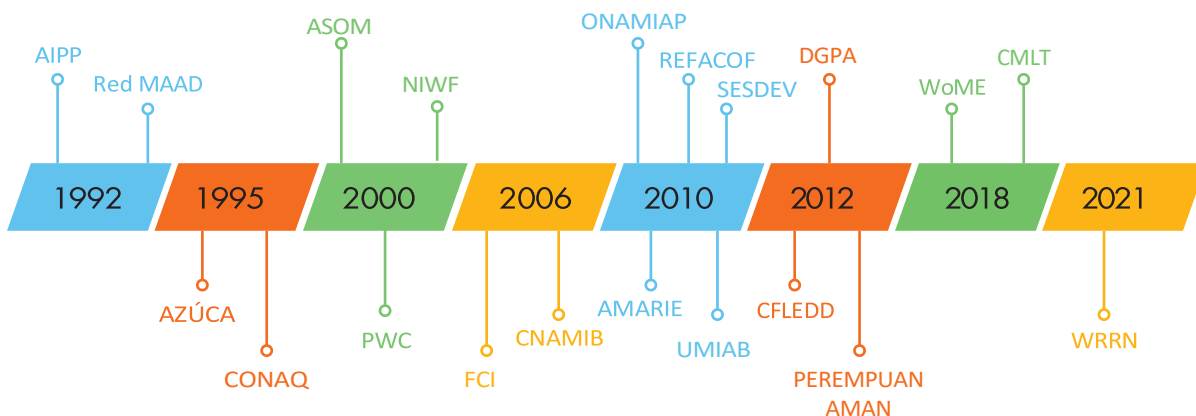 ASOM
ONAMIAP
AIPP
Red MAAD
NIWF
REFACOF
SESDEV
DGPA
WoME
CMLT
1992
1995
2000
2006
2010
2012
2018
2021
AZÚCA
CONAQ
PWC
FCI
CNAMIB
AMARIE
UMIAB
CFLEDD
PEREMPUAN
AMAN
WRRN